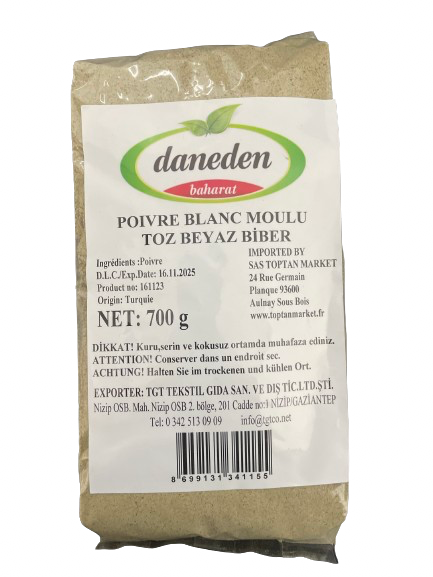 daneden
baharat
POIVRE BLANC MOULU
TOZ BEYAZ BİBER
Ingrédients :Poivre
D.L.C./Exp.Date: 16.11.2025
Product no: 161123
Origin: Turquie
NET: 700 g
IMPORTED BY
SAS TOPTAN MARKET
24 Rue Germain
Planque 93600
Aulnay Sous Bois
www.toptanmarket.fr
DİKKAT! Kuru,serin ve kokusuz ortamda muhafaza ediniz.
ATTENTION! Conserver dans un endroit sec.
ACHTUNG! Halten Sie im trockenen und kühlen Ort.
EXPORTER: TGT TEKSTIL GIDA SAN. VE DIŞ TİC.LTD.ŞTİ.
Nizip OSB. Mah. Nizip OSB 2. bölge, 201 Cadde no:1 NİZİP/GAZİANTEP
Tel: 0 342 513 09 09 info@tgtco.net
8 699131 341155